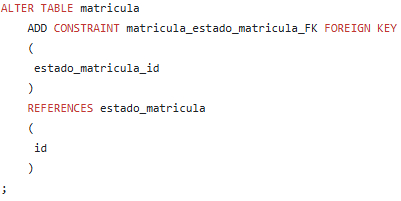 ALTER TABLE matricula
    ADD CONSTRAINT matricula_estado_matricula_FK FOREIGN KEY
    (
     estado_matricula_id
    )
    REFERENCES estado_matricula
    (
     id
    )
;